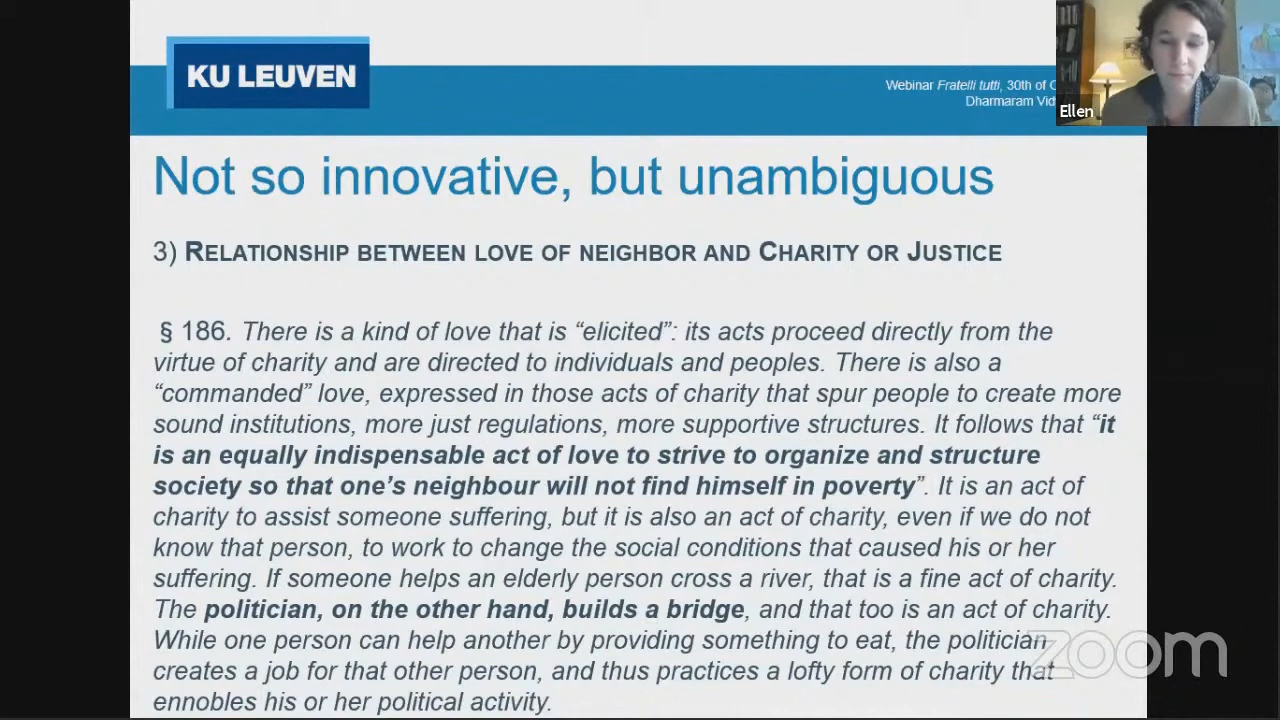 KU LEUVEN
Webinar Fratelli tutti, 30th of
Dharmaram
Ellen
Not so innovative, but unambiguous
3) RELATIONSHIP BETWEEN LOVE OF NEIGHBOR AND CHARITY OR JUSTICE
§ 186. There is a kind of love that is “elicited”: its acts proceed directly from the
virtue of charity and are directed to individuals and peoples. There is also a
“commanded” love, expressed in those acts of charity that spur people to create more
sound institutions, more just regulations, more supportive structures. It follows that “it
is an equally indispensable act of love to strive to organize and structure
society so that one’s neighbour will not find himself in poverty”. It is an act of
charity to assist someone suffering, but it is also an act of charity, even if we do not
know that person, to work to change the social conditions that caused his or her
suffering. If someone helps an elderly person cross a river, that is a fine act of charity.
The politician, on the other hand, builds a bridge, and that too is an act of charity.
While one person can help another by providing something to eat, the politician
creates a job for that other person, and thus practices a lofty form of charity that
ennobles his or her political activity.
zoom